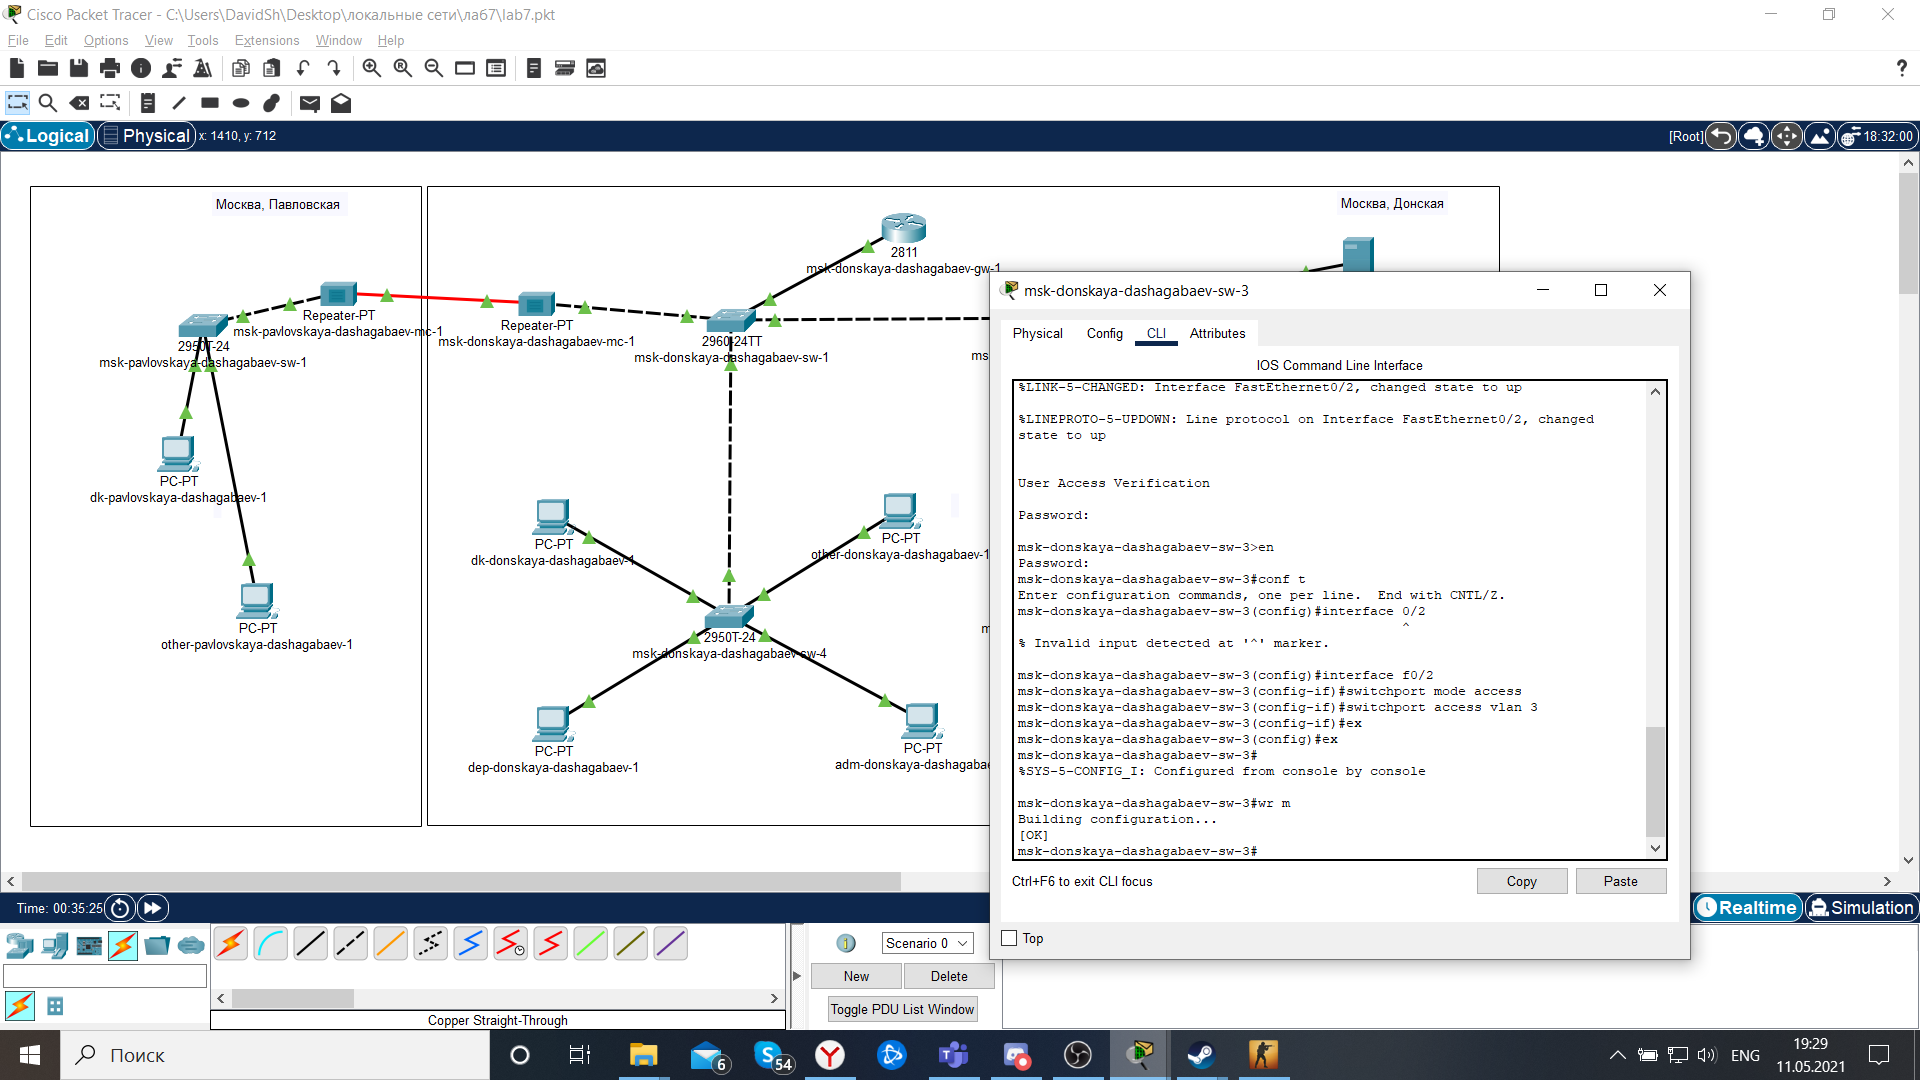 Cisco Packet Tracer - C:\Users\DavidSh\Desktop\локальные сети\ла67\lab7.pkt
File Edit Options View Tools Extensions Window Help
Logical Physical x: 1410, y: 712
[Root] 18:32:00
Москва, Павловская
Москва, Донская
2811
msk-donskaya-dashagabaev-gw-1
Repeater-PT
msk-pavlovskaya-dashagabaev-mc-1
Repeater-PT
msk-donskaya-dashagabaev-mc-1
2950T-24
msk-pavlovskaya-dashagabaev-sw-1
2960-24TT
msk-donskaya-dashagabaev-sw-1
ms
PC-PT
dk-pavlovskaya-dashagabaev-1
PC-PT
other-pavlovskaya-dashagabaev-1
PC-PT
dk-donskaya-dashagabaev-1
PC-PT
other-donskaya-dashagabaev-1
2950T-24
msk-donskaya-dashagabaev-sw-4
PC-PT
dep-donskaya-dashagabaev-1
PC-PT
adm-donskaya-dashagabae
msk-donskaya-dashagabaev-sw-3
Physical Config CLI Attributes
IOS Command Line Interface
%LINK-5-CHANGED: Interface FastEthernet0/2, changed state to up
%LINEPROTO-5-UPDOWN: Line protocol on Interface FastEthernet0/2, changed
state to up
User Access Verification
Password:
msk-donskaya-dashagabaev-sw-3>en
Password:
msk-donskaya-dashagabaev-sw-3#conf t
Enter configuration commands, one per line.  End with CNTL/Z.
msk-donskaya-dashagabaev-sw-3(config)#interface 0/2
^
% Invalid input detected at '^' marker.
msk-donskaya-dashagabaev-sw-3(config)#interface f0/2
msk-donskaya-dashagabaev-sw-3(config-if)#switchport mode access
msk-donskaya-dashagabaev-sw-3(config-if)#switchport access vlan 3
msk-donskaya-dashagabaev-sw-3(config-if)#ex
msk-donskaya-dashagabaev-sw-3(config)#ex
msk-donskaya-dashagabaev-sw-3#
%SYS-5-CONFIG_I: Configured from console by console
msk-donskaya-dashagabaev-sw-3#wr m
Building configuration...
[OK]
msk-donskaya-dashagabaev-sw-3#
Ctrl+F6 to exit CLI focus
Copy Paste
Top
Time: 00:35:25
Realtime Simulation
Scenario 0
New Delete
Toggle PDU List Window
Copper Straight-Through
Поиск
6
54
ENG
19:29
11.05.2021